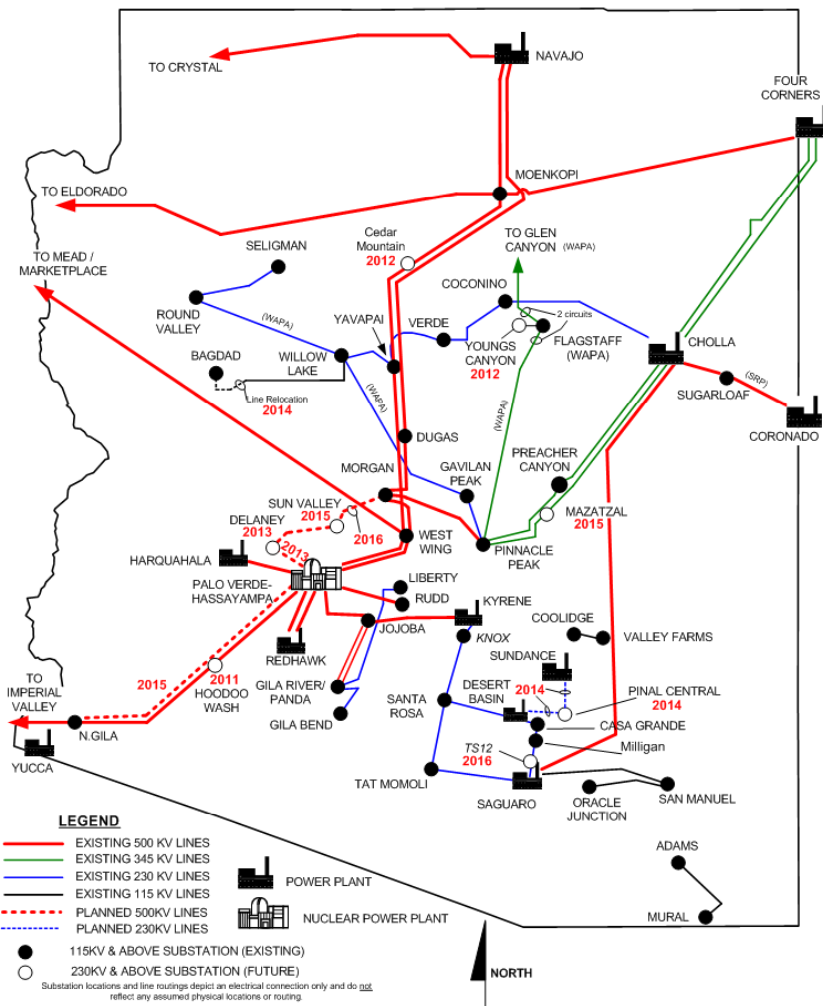 NAVAJO
TO CRYSTAL
FOUR
CORNERS
MOENKOPI
TO ELDORADO
Cedar
Mountain
2012
TO GLEN
CANYON (WAPA)
SELIGMAN
TO MEAD /
MARKETPLACE
COCONINO
ROUND
VALLEY
(WAPA)
YAVAPAI
VERDE
2 circuits
YOUNGS
CANYON
2012
FLAGSTAFF
(WAPA)
CHOLLA
BAGDAD
WILLOW
LAKE
Line Relocation
2014
(WAPA)
(WAPA)
(SRP)
SUGARLOAF
CORONADO
DUGAS
MORGAN
GAVILAN
PEAK
PREACHER
CANYON
SUN VALLEY
2015
2016
DELANEY
2013
2013
MAZATZAL
2015
WEST
WING
PINNACLE
PEAK
HARQUAHALA
PALO VERDE-
HASSAYAMPA
LIBERTY
RUDD
KYRENE
KNOX
JOJOBA
COOLIDGE
VALLEY FARMS
REDHAWK
SUNDANCE
2015
2011
HOODOO
WASH
TO
IMPERIAL
VALLEY
GILA RIVER/
PANDA
GILA BEND
SANTA
ROSA
DESERT
BASIN
2014
PINAL CENTRAL
2014
N.GILA
CASA GRANDE
Milligan
YUCCA
TS12
2016
TAT MOMOLI
SAGUARO
ORACLE
JUNCTION
SAN MANUEL
ADAMS
MURAL
LEGEND
EXISTING 500 KV LINES
EXISTING 345 KV LINES
EXISTING 230 KV LINES
EXISTING 115 KV LINES
PLANNED 500KV LINES
PLANNED 230KV LINES
POWER PLANT
NUCLEAR POWER PLANT
115KV & ABOVE SUBSTATION (EXISTING)
230KV & ABOVE SUBSTATION (FUTURE)
Substation locations and line routings depict an electrical connection only and do not
reflect any assumed physical locations or routing.
NORTH